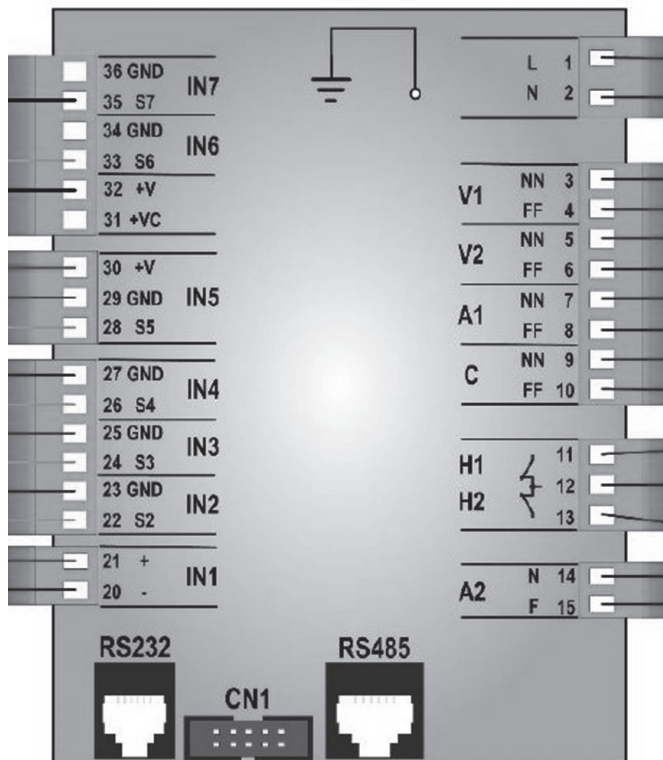 36 GND
35 S7
IN7
34 GND
33 S6
IN6
32 +V
31 +VC
30 +V
29 GND
28 S5
IN5
27 GND
26 S4
IN4
25 GND
24 S3
IN3
23 GND
22 S2
IN2
21 +
20 -
IN1
L 1
N 2
V1
NN 3
FF 4
V2
NN 5
FF 6
A1
NN 7
FF 8
C
NN 9
FF 10
H1
H2
11
12
13
A2
N 14
F 15
RS232
CN1
RS485